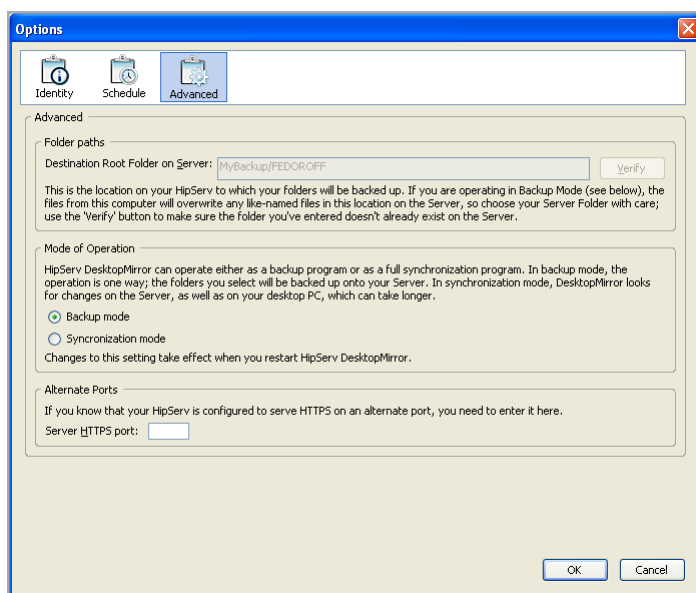 Options
Identity
Schedule
Advanced
Advanced
Folder paths
Destination Root Folder on Server: MyBackup/FEDOROFF Verify
This is the location on your HipServ to which your folders will be backed up. If you are operating in Backup Mode (see below), the
files from this computer will overwrite any like-named files in this location on the Server, so choose your Server Folder with care;
use the 'Verify' button to make sure the folder you've entered doesn't already exist on the Server.
Mode of Operation
HipServ DesktopMirror can operate either as a backup program or as a full synchronization program. In backup mode, the
operation is one way; the folders you select will be backed up onto your Server. In synchronization mode, DesktopMirror looks
for changes on the Server, as well as on your desktop PC, which can take longer.
Backup mode
Syncronization mode
Changes to this setting take effect when you restart HipServ DesktopMirror.
Alternate Ports
If you know that your HipServ is configured to serve HTTPS on an alternate port, you need to enter it here.
Server HTTPS port:
OK Cancel